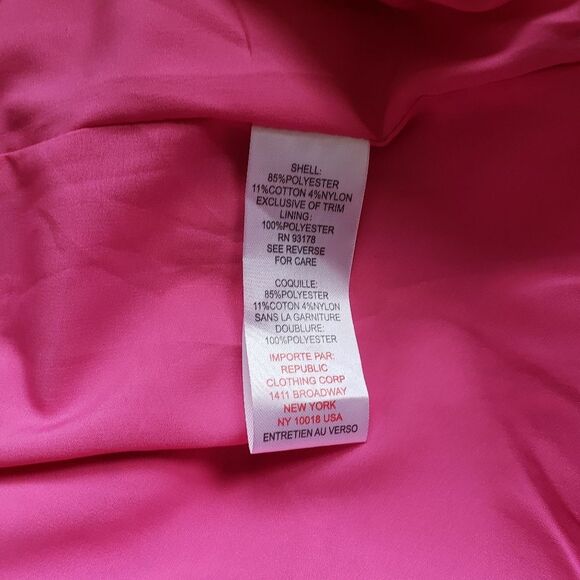 SHELL:
85%POLYESTER
11%COTTON 4%NYLON
EXCLUSIVE OF TRIM
LINING:
100%POLYESTER
RN 93178
SEE REVERSE
FOR CARE
COQUILLE:
85%POLYESTER
11%COTON 4%NYLON
SANS LA GARNITURE
DOUBLURE:
100%POLYESTER
IMPORTE PAR:
REPUBLIC
CLOTHING CORP
1411 BROADWAY
NEW YORK
NY 10018 USA
ENTRETIEN AU VERSO